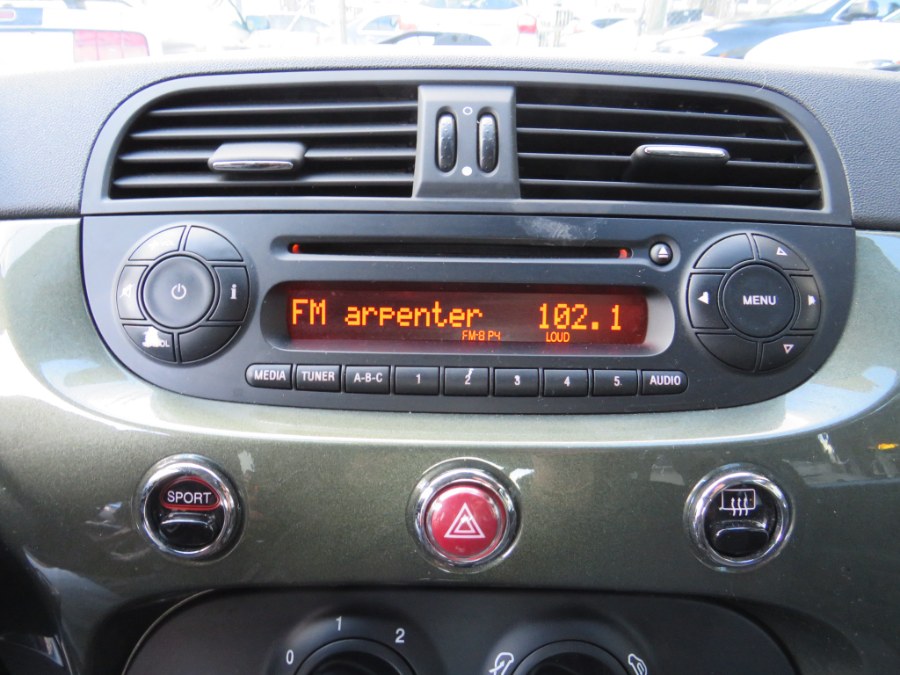 FM arpenter 102.1
FM-B P4 LOUD
MENU
MEDIA TUNER A-B-C 1 2 3 4 5 AUDIO
SPORT
0 1 2